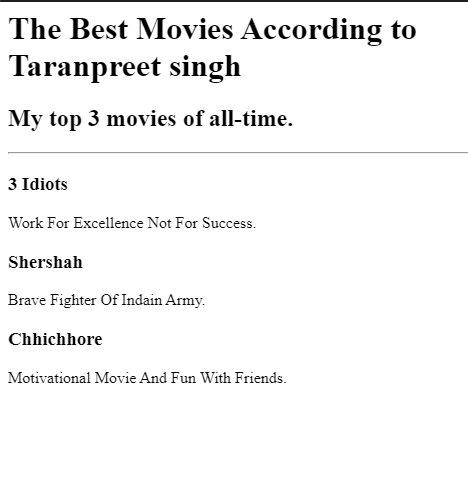 The Best Movies According to
Taranpreet singh
My top 3 movies of all-time.
3 Idiots
Work For Excellence Not For Success.
Shershah
Brave Fighter Of Indain Army.
Chhichhore
Motivational Movie And Fun With Friends.